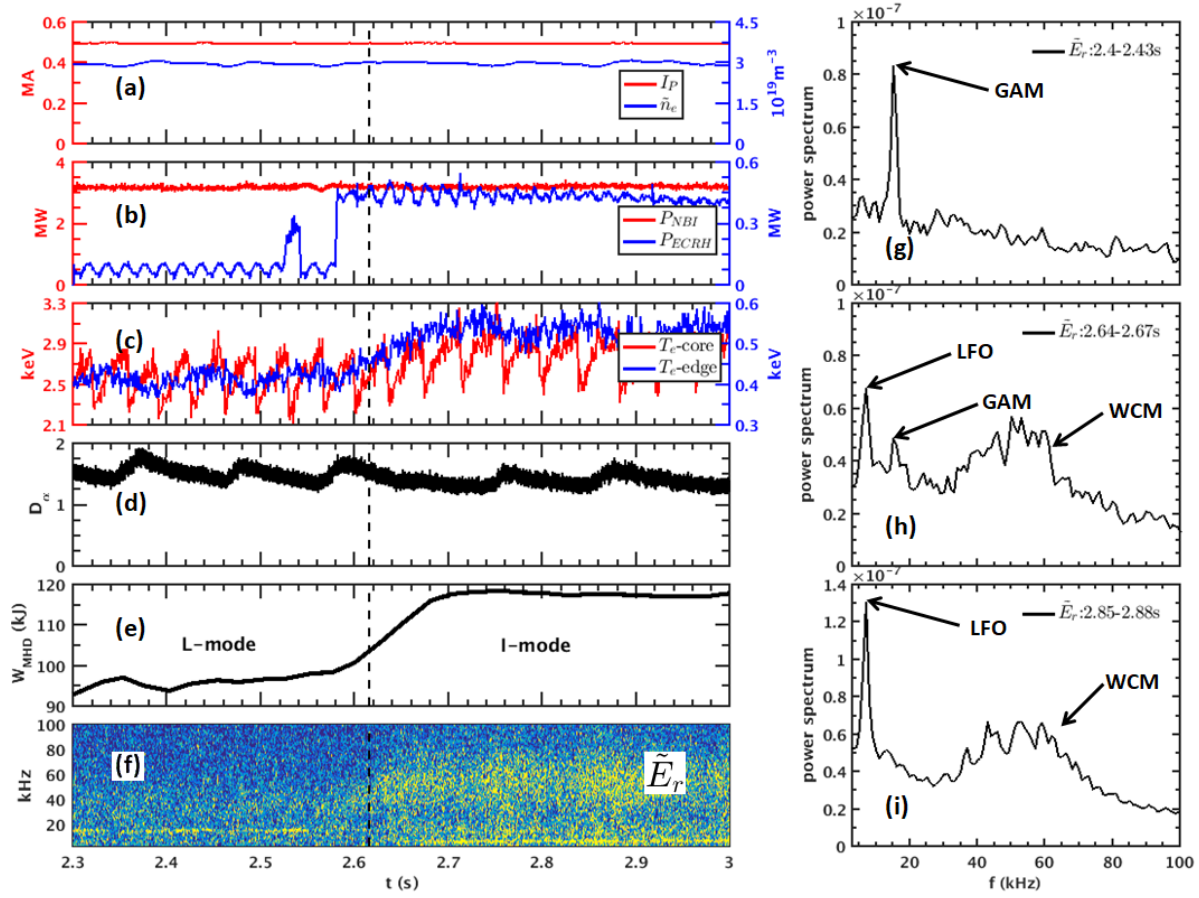 0.6
0.4
0.2
0
MA
(a)
I_P
ñ_e
4.5
3
1.5
0
10^19 m^−3
4
2
0
MW
(b)
P_NBI
P_ECRH
0.6
0.4
0.2
0
MW
3.3
2.9
2.5
2.1
keV
(c)
T_e-core
T_e-edge
0.6
0.5
0.4
0.3
keV
2
1
0
D_α
(d)
120
110
100
90
W_MHD (kJ)
(e)
L-mode
I-mode
100
80
60
40
20
kHz
(f)
Ẽ_r
2.3
2.4
2.5
2.6
2.7
2.8
2.9
3
t (s)
×10^-7
1
0.8
0.6
0.4
0.2
0
power spectrum
Ẽ_r:2.4-2.43s
GAM
(g)
×10^-7
1
0.8
0.6
0.4
0.2
0
power spectrum
Ẽ_r:2.64-2.67s
LFO
GAM
WCM
(h)
×10^-7
1.4
1.2
1
0.8
0.6
0.4
0.2
0
power spectrum
Ẽ_r:2.85-2.88s
LFO
WCM
(i)
20
40
60
80
100
f (kHz)